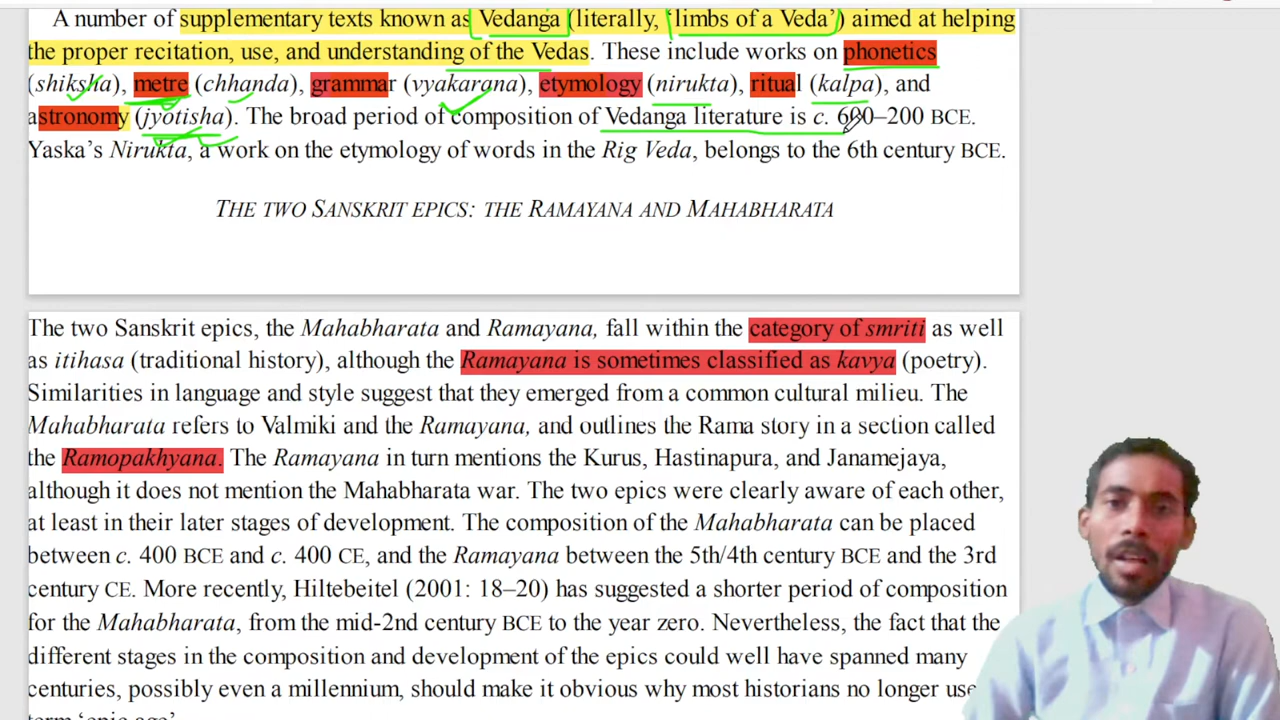 A number of supplementary texts known as Vedanga (literally, ‘limbs of a Veda’) aimed at helping
the proper recitation, use, and understanding of the Vedas. These include works on phonetics
(shiksha), metre (chhanda), grammar (vyakarana), etymology (nirukta), ritual (kalpa), and
astronomy (jyotisha). The broad period of composition of Vedanga literature is c. 600–200 BCE.
Yaska’s Nirukta, a work on the etymology of words in the Rig Veda, belongs to the 6th century BCE.
THE TWO SANSKRIT EPICS: THE RAMAYANA AND MAHABHARATA
The two Sanskrit epics, the Mahabharata and Ramayana, fall within the category of smriti as well
as itihasa (traditional history), although the Ramayana is sometimes classified as kavya (poetry).
Similarities in language and style suggest that they emerged from a common cultural milieu. The
Mahabharata refers to Valmiki and the Ramayana, and outlines the Rama story in a section called
the Ramopakhyana. The Ramayana in turn mentions the Kurus, Hastinapura, and Janamejaya,
although it does not mention the Mahabharata war. The two epics were clearly aware of each other,
at least in their later stages of development. The composition of the Mahabharata can be placed
between c. 400 BCE and c. 400 CE, and the Ramayana between the 5th/4th century BCE and the 3rd
century CE. More recently, Hiltebeitel (2001: 18–20) has suggested a shorter period of composition
for the Mahabharata, from the mid-2nd century BCE to the year zero. Nevertheless, the fact that the
different stages in the composition and development of the epics could well have spanned many
centuries, possibly even a millennium, should make it obvious why most historians no longer use
term ‘epic age’